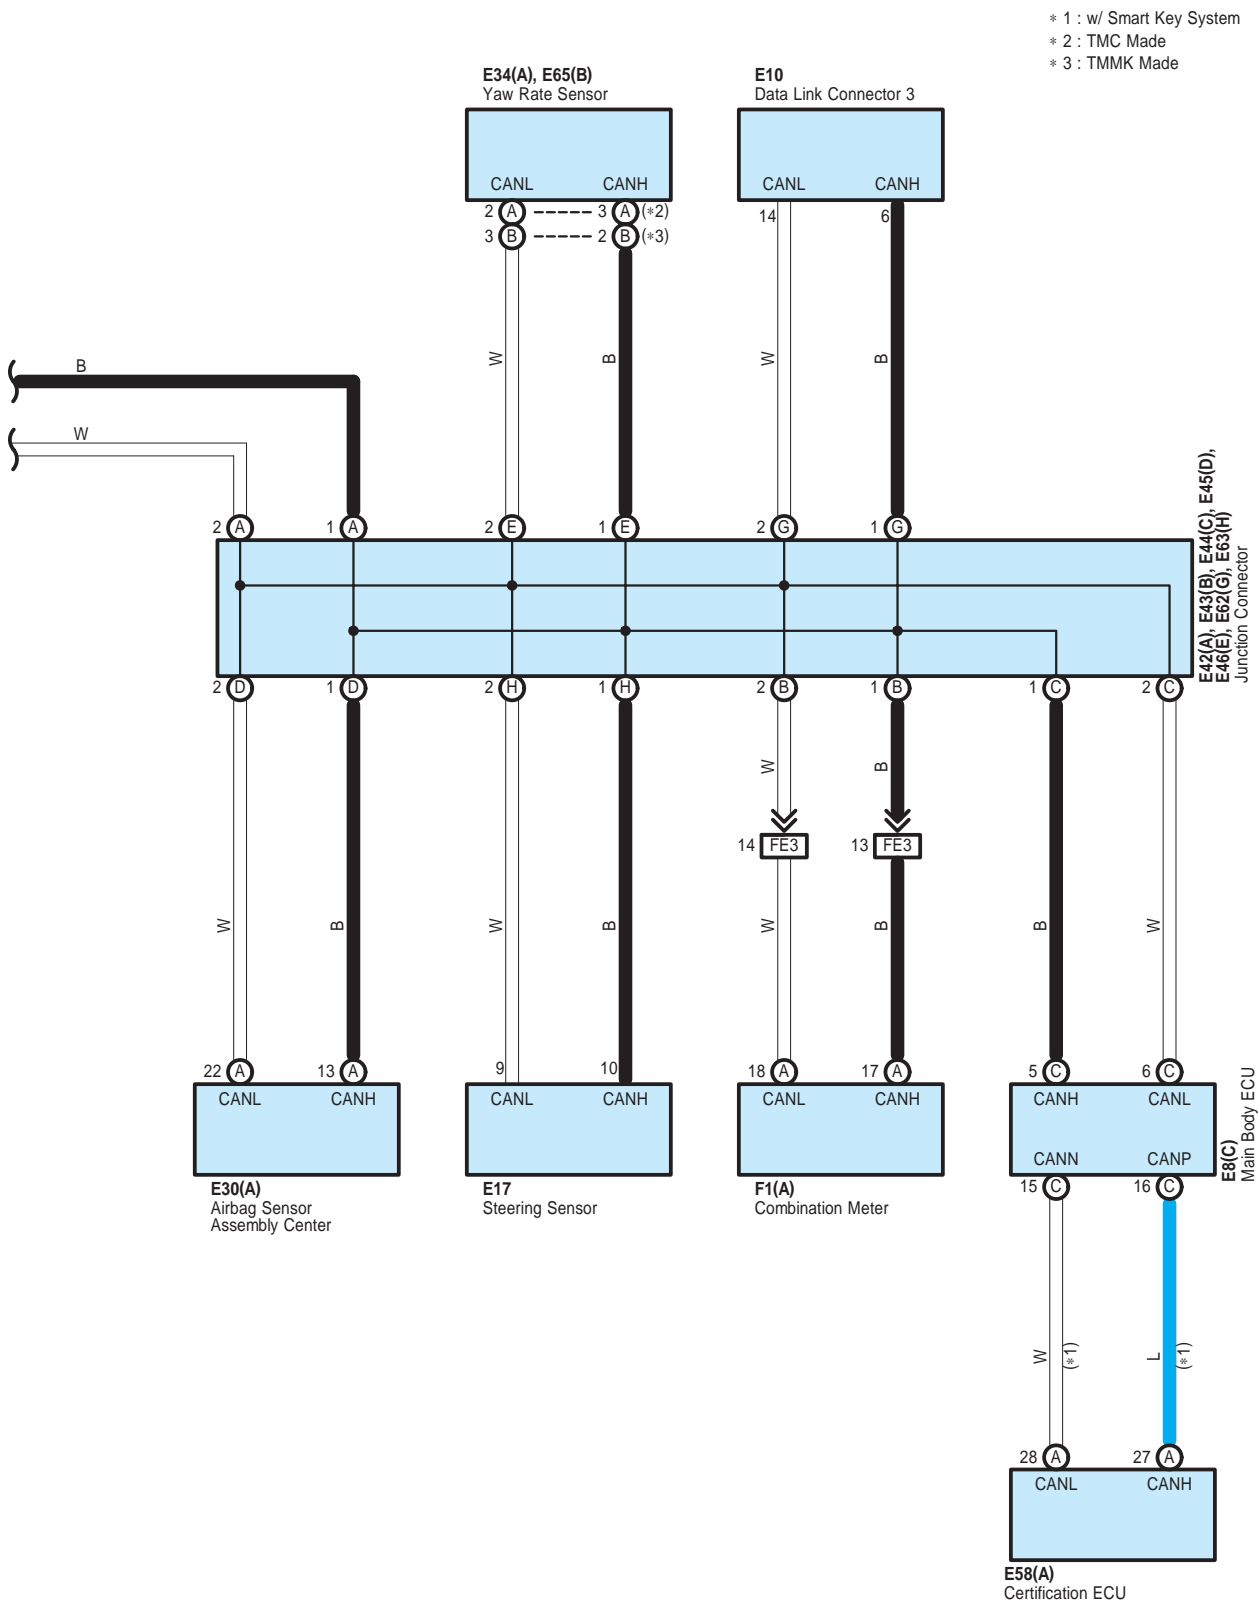 * 1 : w/ Smart Key System
* 2 : TMC Made
* 3 : TMMK Made
E34(A), E65(B)
Yaw Rate Sensor
E10
Data Link Connector 3
CANL CANH
CANL CANH
2 A 3 A (*2)
3 B 2 B (*3)
14 6
B
W
W B W B
2 A 1 A 2 E 1 E 2 G 1 G
E42(A), E43(B), E44(C), E45(D),
E46(E), E62(G), E63(H)
Junction Connector
2 D 1 D 2 H 1 H 2 B 1 B 1 C 2 C
W B
14 FE3 13 FE3
W B W B W B B W
22 A 13 A 9 10 18 A 17 A 5 C 6 C
CANL CANH CANL CANH CANL CANH CANH CANL
CANN CANP
E8(C)
Main Body ECU
E30(A)
Airbag Sensor
Assembly Center
E17
Steering Sensor
F1(A)
Combination Meter
15 C 16 C
W (*1) L (*1)
28 A 27 A
CANL CANH
E58(A)
Certification ECU